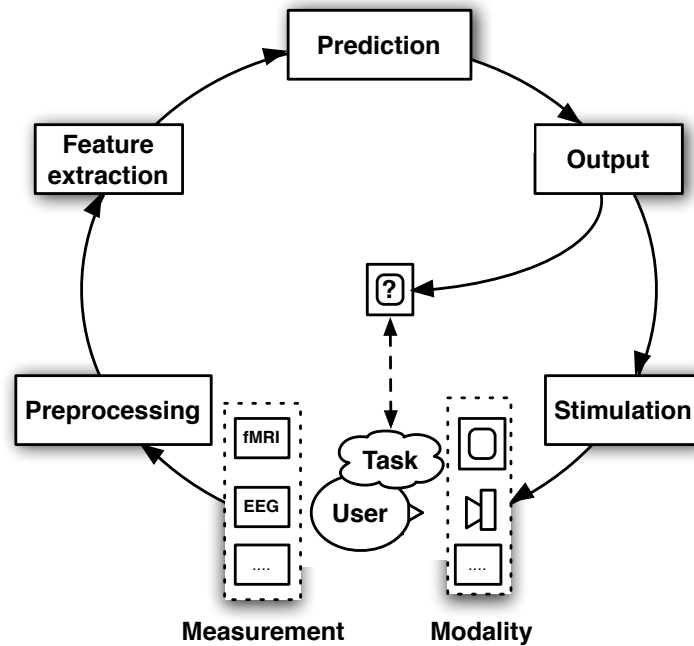 Prediction
Feature
extraction
Output
?
Preprocessing
Stimulation
fMRI
Task
EEG
User
....
....
Measurement
Modality